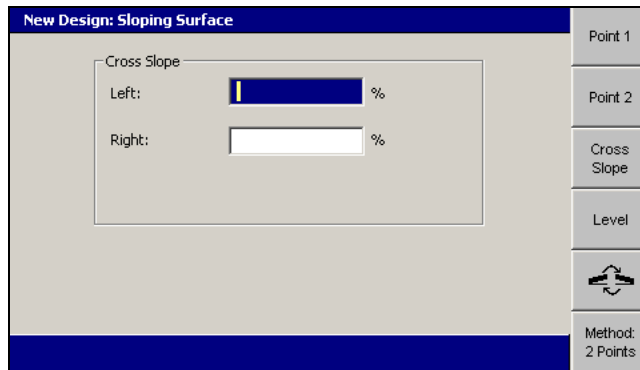 New Design: Sloping Surface
Cross Slope
Left:
%
Right:
%
Point 1
Point 2
Cross
Slope
Level
Method:
2 Points